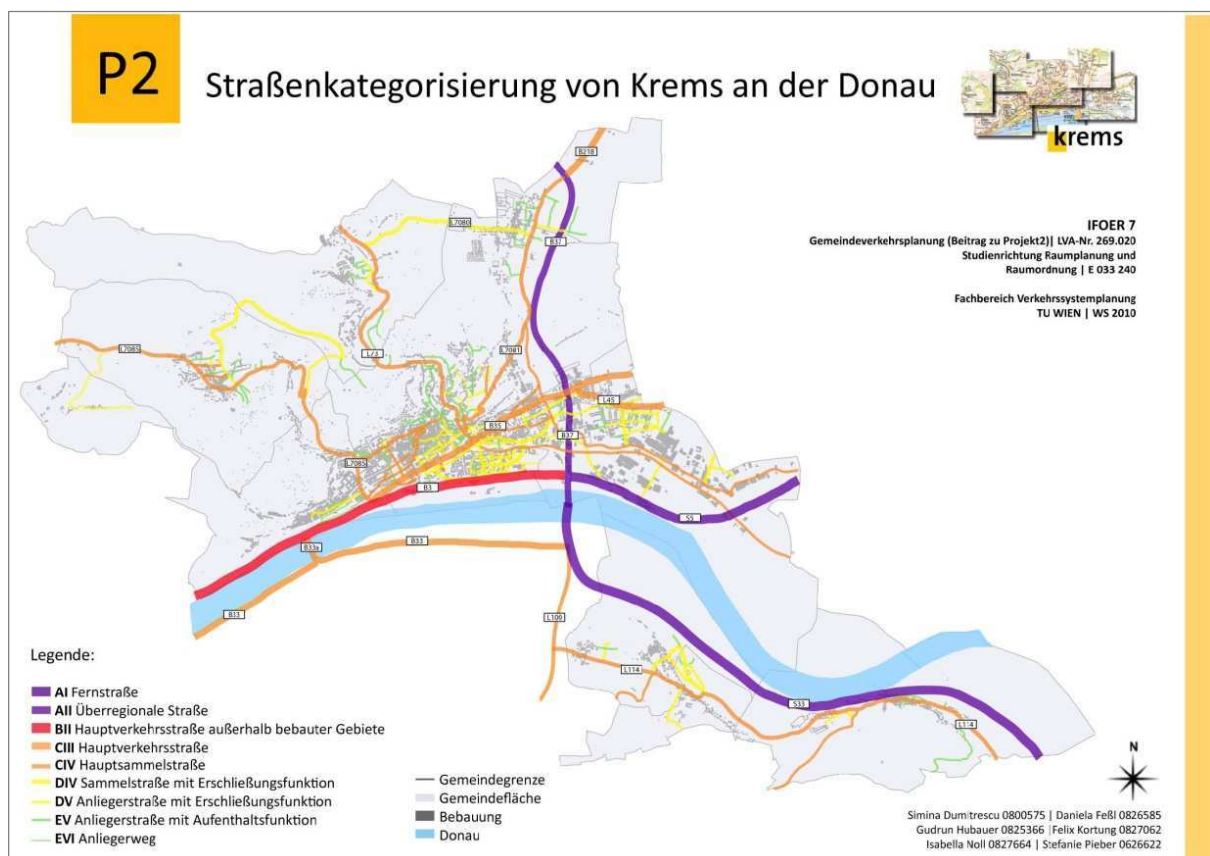 P2
Straßenkategorisierung von Krems an der Donau
krems
IFOER 7
Gemeindeverkehrsplanung (Beitrag zu Projekt2)| LVA-Nr. 269.020
Studienrichtung Raumplanung und
Raumordnung | E 033 240
Fachbereich Verkehrssystemplanung
TU WIEN | WS 2010
B218
L7080
B37
L7085
L73
L7081
L45
B35
B37
L7085
B3
S5
B33a
B33
B33
L100
L114
S33
L114
Legende:
AI Fernstraße
AII Überregionale Straße
BII Hauptverkehrsstraße außerhalb bebauter Gebiete
CIII Hauptverkehrsstraße
CIV Hauptsammelstraße
DIV Sammelstraße mit Erschließungsfunktion
DV Anliegerstraße mit Erschließungsfunktion
EV Anliegerstraße mit Aufenthaltsfunktion
EVI Anliegerweg
Gemeindegrenze
Gemeindefläche
Bebauung
Donau
N
Simina Dumitrescu 0800575 | Daniela Feßl 0826585
Gudrun Hubauer 0825366 |Felix Kortung 0827062
Isabella Noll 0827664 | Stefanie Pieber 0626622